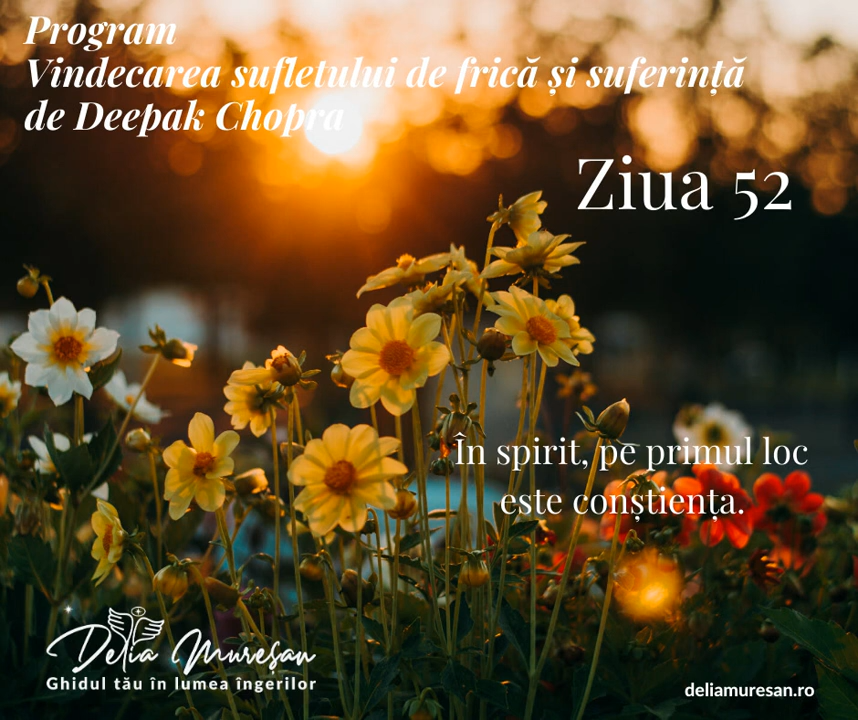 Program
Vindecarea sufletului de frică și suferință
de Deepak Chopra
Ziua 52
În spirit, pe primul loc
este conștiența.
Delia Mureșan
Ghidul tău în lumea îngerilor
deliamuresan.ro